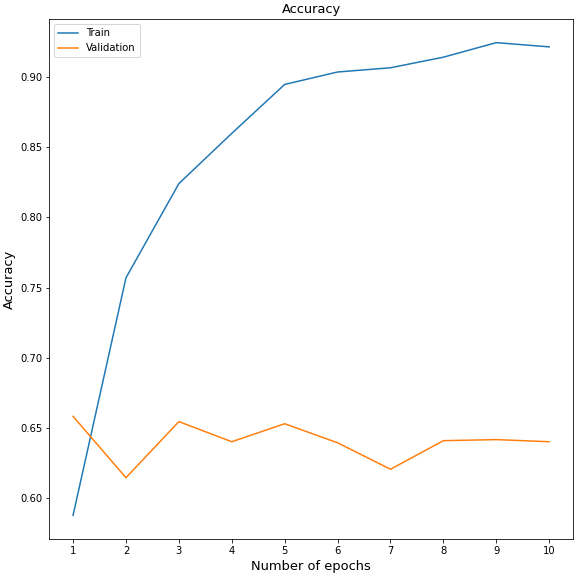 Accuracy
Train
Validation
Accuracy
0.90
0.85
0.80
0.75
0.70
0.65
0.60
1 2 3 4 5 6 7 8 9 10
Number of epochs